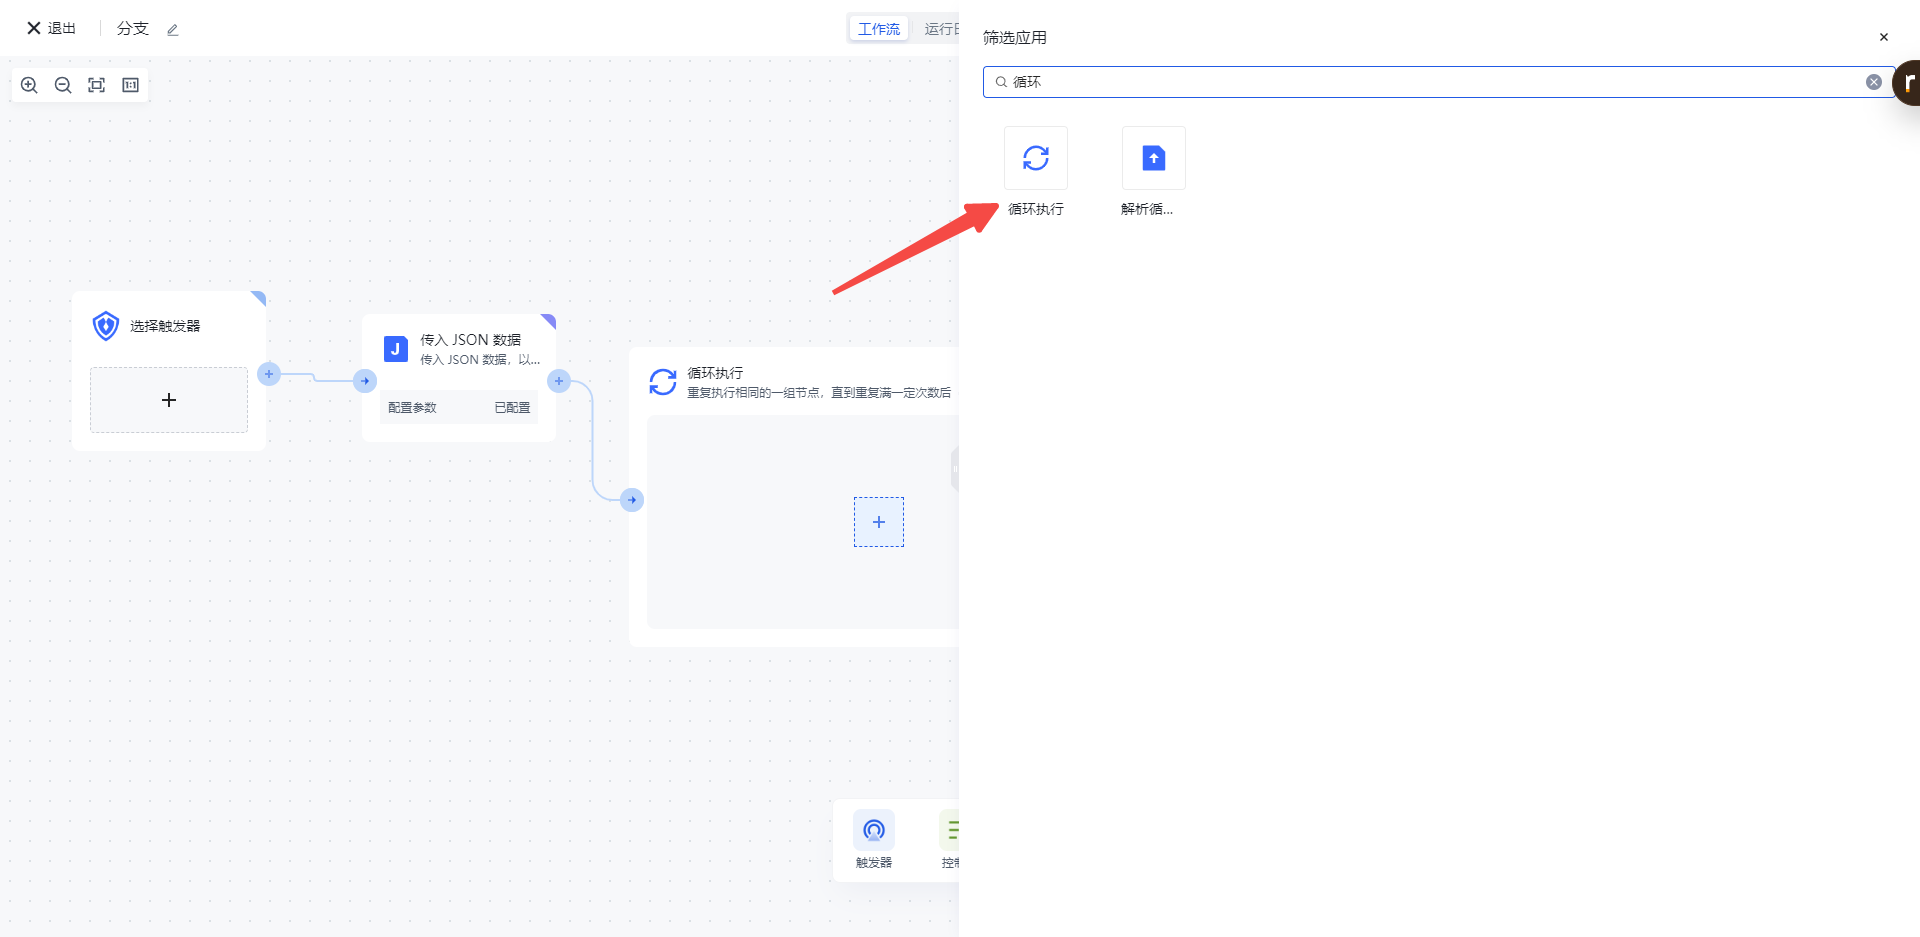 退出
分支
工作流
运行日
筛选应用
循环
循环执行
解析循...
选择触发器
传入 JSON 数据
传入 JSON 数据，以...
配置参数
已配置
循环执行
重复执行相同的一组节点，直到重复满一定次数后
触发器
控制